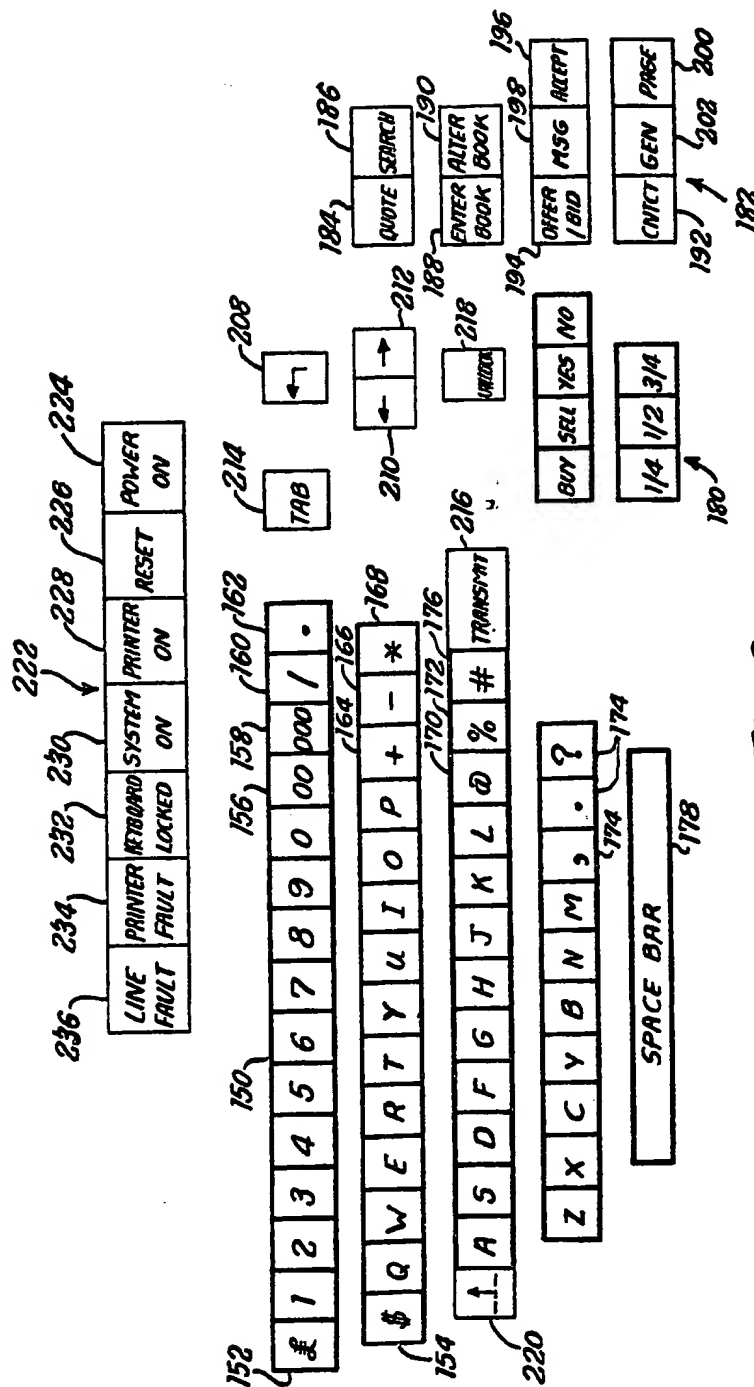 222
236 234 232 230 228 226 224
LINE FAULT PRINTER FAULT KEYBOARD LOCKED SYSTEM ON PRINTER ON RESET POWER ON
152 150 156 158 160 162 214 208 184 186
£ 1 2 3 4 5 6 7 8 9 0 00 000 / . TAB ↰ QUOTE SEARCH
154 164 166 168 210 212 188 190
$ Q W E R T Y U I O P + - * ← → ENTER BOOK ALTER BOOK
220 170 172 176 216 218 194 198 196
A S D F G H J K L @ % # TRANSMIT
BUY SELL YES NO OFFER / BID MSG ACCEPT
Z X C Y B N M , . ?
174 174
1/4 1/2 3/4 CNTCT GEN PAGE
180 192 202 200
182
SPACE BAR
178